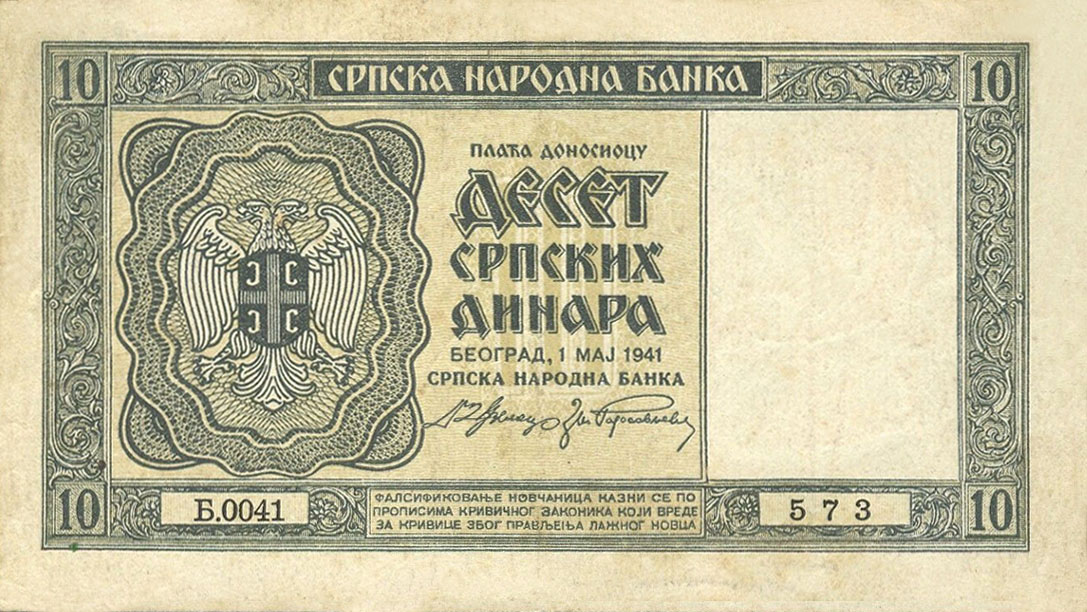 10 СРПСКА НАРОДНА БАНКА 10
ПЛАЋА ДОНОСИОЦУ
ДЕСЕТ
СРПСКИХ
ДИНАРА
БЕОГРАД, 1 МАЈ 1941
СРПСКА НАРОДНА БАНКА
С С
С С
10 Б.0041
ФАЛСИФИКОВАЊЕ НОВЧАНИЦА КАЗНИ СЕ ПО
ПРОПИСИМА КРИВИЧНОГ ЗАКОНИКА КОЈИ ВРЕДЕ
ЗА КРИВИЦЕ ЗБОГ ПРАВЉЕЊА ЛАЖНОГ НОВЦА
573 10